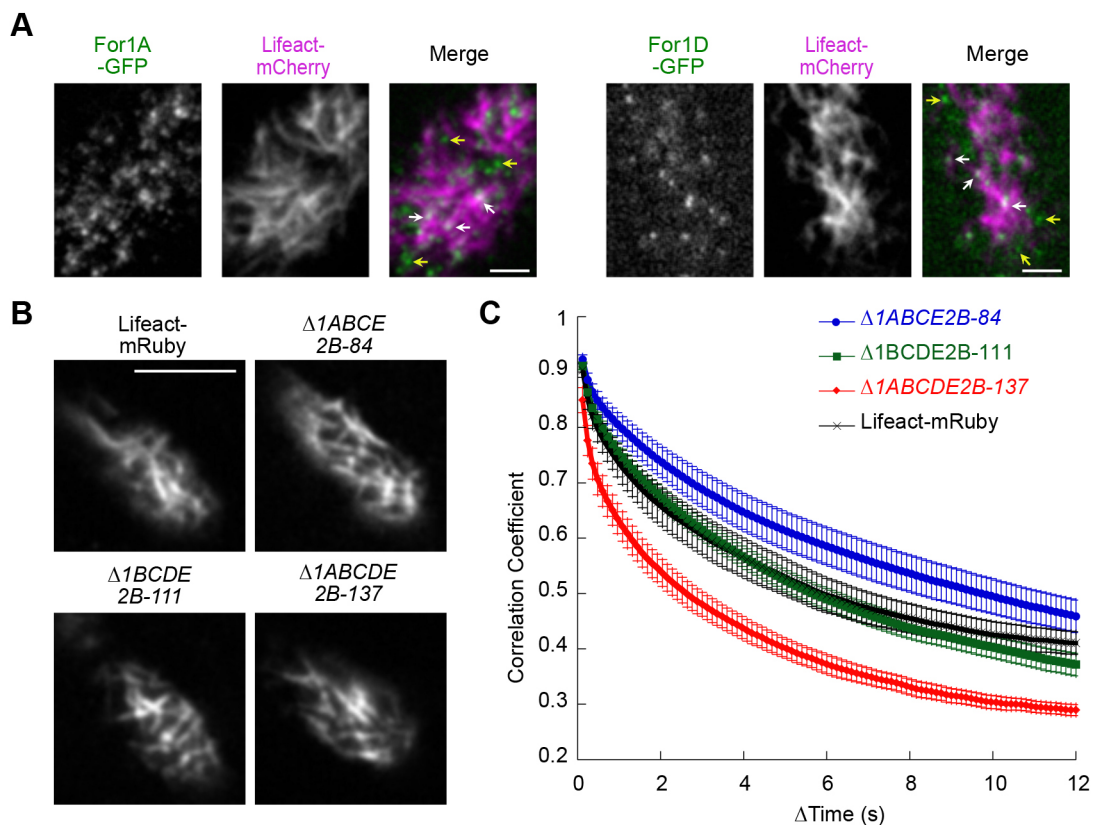 A
For1A
-GFP
Lifeact-
mCherry
Merge
For1D
-GFP
Lifeact-
mCherry
Merge
B
Lifeact-
mRuby
Δ1ABCE
2B-84
Δ1BCDE
2B-111
Δ1ABCDE
2B-137
C
Δ1ABCE2B-84
Δ1BCDE2B-111
Δ1ABCDE2B-137
Lifeact-mRuby
Correlation Coefficient
1
0.9
0.8
0.7
0.6
0.5
0.4
0.3
0.2
0
2
4
6
8
10
12
ΔTime (s)